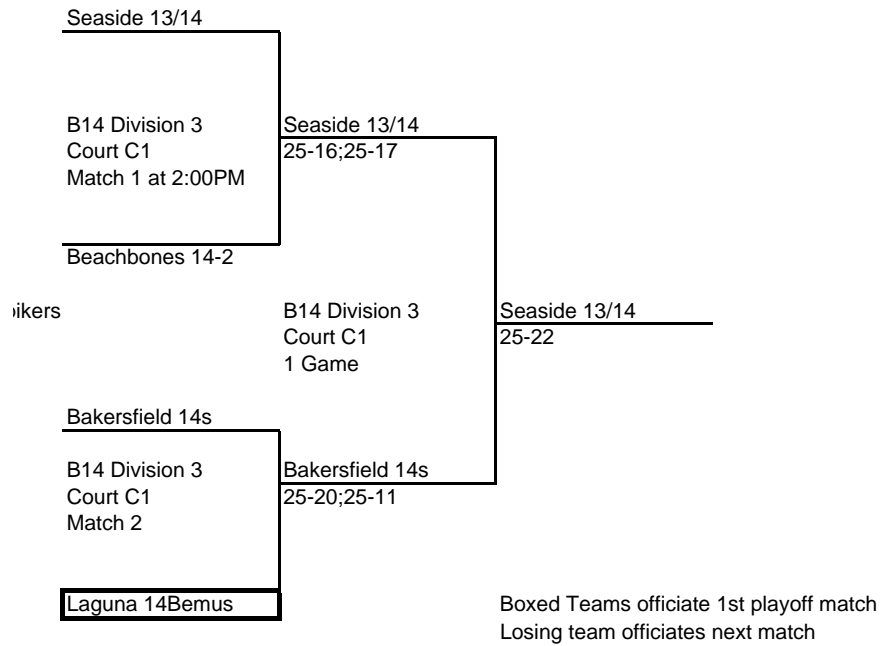 Seaside 13/14
B14 Division 3
Court C1
Match 1 at 2:00PM
Seaside 13/14
25-16;25-17
Beachbones 14-2
ikers
B14 Division 3
Court C1
1 Game
Seaside 13/14
25-22
Bakersfield 14s
B14 Division 3
Court C1
Match 2
Bakersfield 14s
25-20;25-11
Laguna 14Bemus
Boxed Teams officiate 1st playoff match
Losing team officiates next match